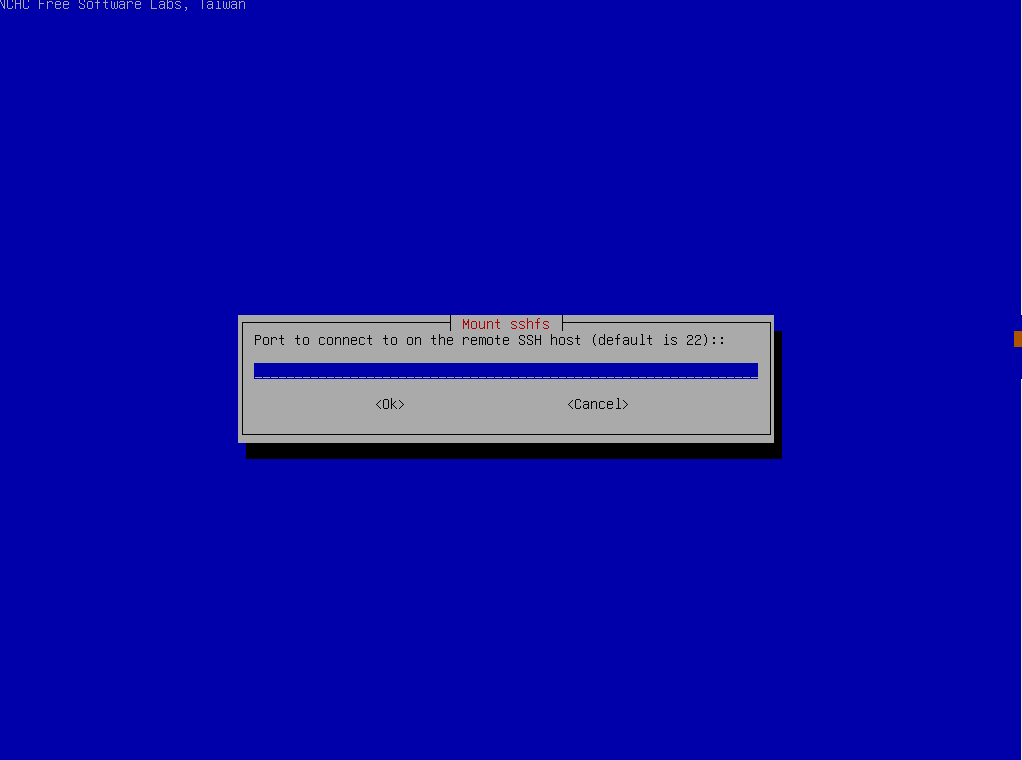 NCHC Free Software Labs, Taiwan
Mount sshfs
Port to connect to on the remote SSH host (default is 22)::
<Ok> <Cancel>